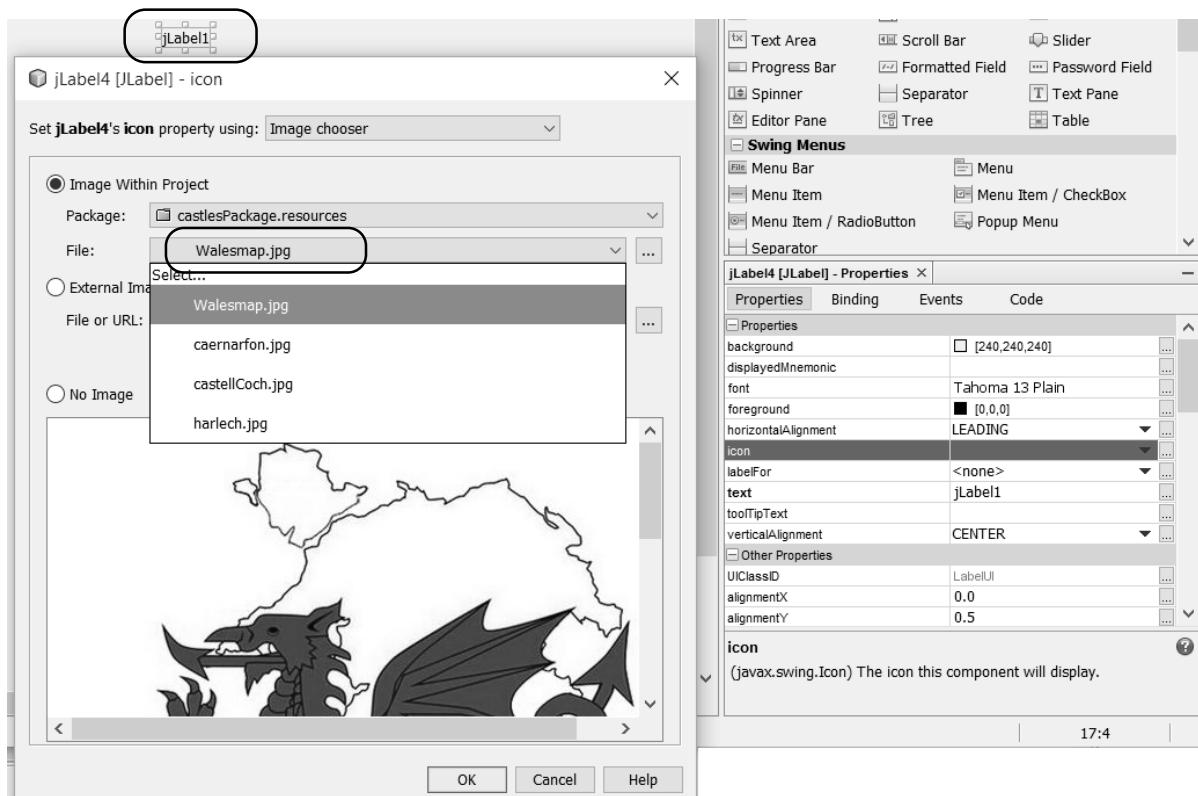 jLabel1
jLabel4 [JLabel] - icon
Set jLabel4's icon property using: Image chooser
Image Within Project
Package: castlesPackage.resources
File: Walesmap.jpg ...
Select...
Walesmap.jpg
caernarfon.jpg
castellCoch.jpg
harlech.jpg
External Ima
File or URL: ...
No Image
OK Cancel Help
Text Area Scroll Bar Slider
Progress Bar Formatted Field Password Field
Spinner Separator Text Pane
Editor Pane Tree Table
Swing Menus
Menu Bar Menu
Menu Item Menu Item / CheckBox
Menu Item / RadioButton Popup Menu
Separator
jLabel4 [JLabel] - Properties
Properties Binding Events Code
Properties
background [240,240,240] ...
displayedMnemonic ...
font Tahoma 13 Plain ...
foreground [0,0,0] ...
horizontalAlignment LEADING ...
icon ...
labelFor <none> ...
text jLabel1 ...
toolTipText ...
verticalAlignment CENTER ...
Other Properties
UIClassID LabelUI ...
alignmentX 0.0 ...
alignmentY 0.5 ...
icon
(javax.swing.Icon) The icon this component will display.
17:4